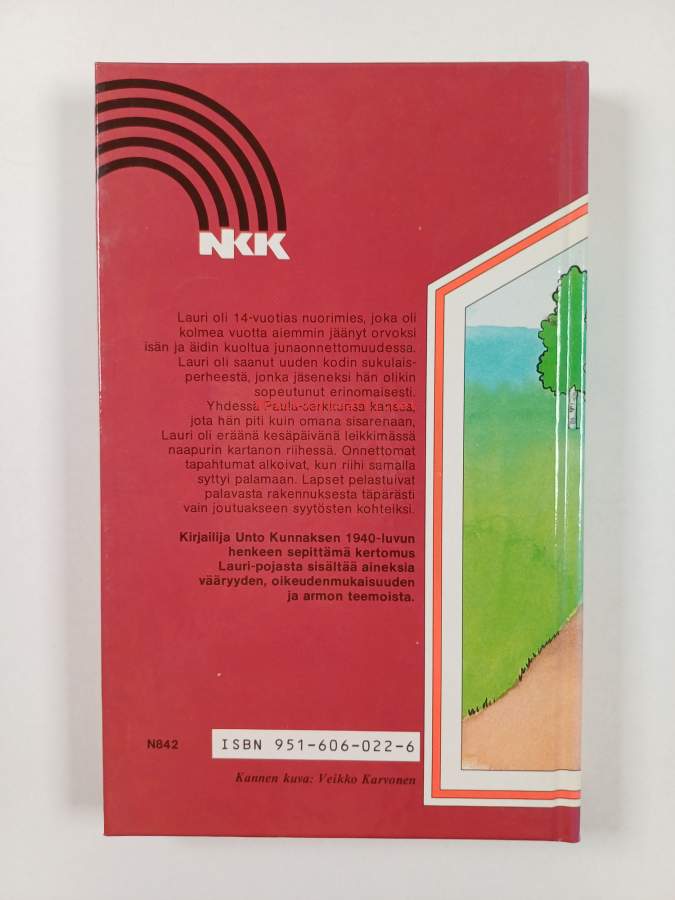 NKK
Lauri oli 14-vuotias nuorimies, joka oli
kolmea vuotta aiemmin jäänyt orvoksi
isän ja äidin kuoltua junaonnettomuudessa.
Lauri oli saanut uuden kodin sukulais-
perheestä, jonka jäseneksi hän olikin
sopeutunut erinomaisesti.
Yhdessä Paula-serkkunsa kanssa,
jota hän piti kuin omana sisarenaan,
Lauri oli eräänä kesäpäivänä leikkimässä
naapurin kartanon riihessä. Onnettomat
tapahtumat alkoivat, kun riihi samalla
syttyi palamaan. Lapset pelastuivat
palavasta rakennuksesta täpärästi
vain joutuakseen syytösten kohteiksi.
Kirjailija Unto Kunnaksen 1940-luvun
henkeen sepittämä kertomus
Lauri-pojasta sisältää aineksia
vääryyden, oikeudenmukaisuuden
ja armon teemoista.
N842
ISBN 951-606-022-6
Kannen kuva: Veikko Karvonen